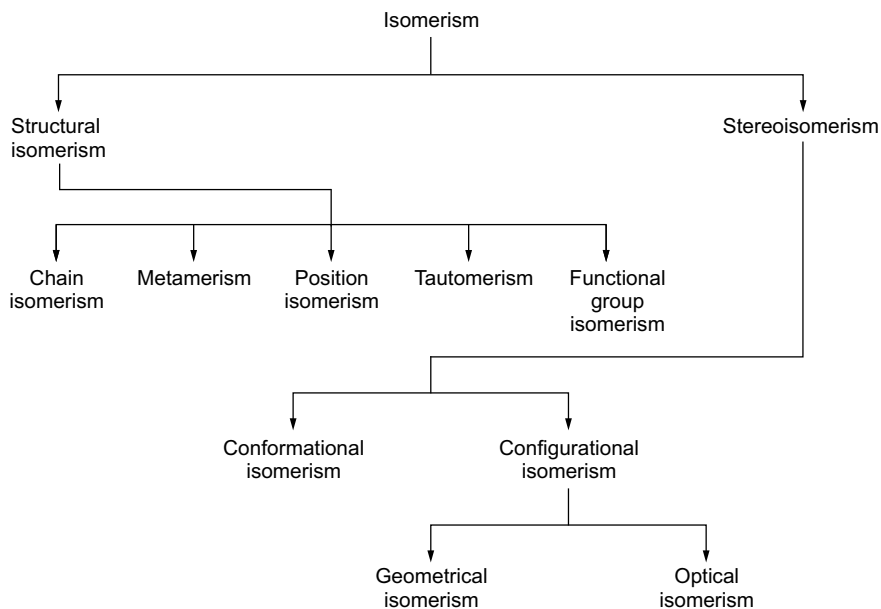 Isomerism
Structural
isomerism
Stereoisomerism
Chain
isomerism
Metamerism
Position
isomerism
Tautomerism
Functional
group
isomerism
Conformational
isomerism
Configurational
isomerism
Geometrical
isomerism
Optical
isomerism